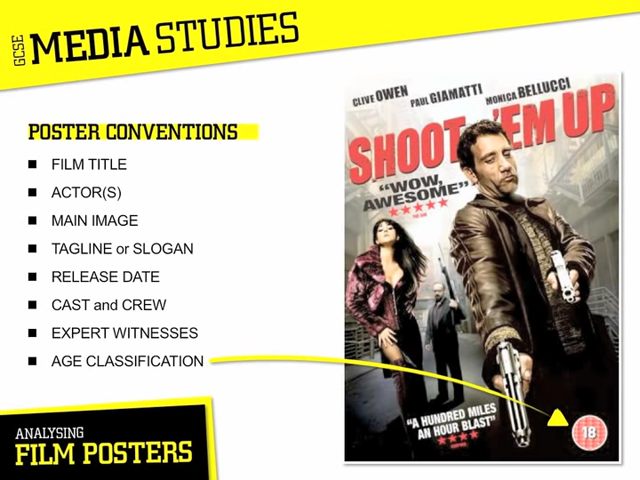 GCSE MEDIA STUDIES
POSTER CONVENTIONS
FILM TITLE
ACTOR(S)
MAIN IMAGE
TAGLINE or SLOGAN
RELEASE DATE
CAST and CREW
EXPERT WITNESSES
AGE CLASSIFICATION
ANALYSING
FILM POSTERS
CLIVE OWEN PAUL GIAMATTI MONICA BELLUCCI
SHOOT 'EM UP
"WOW,
AWESOME"
"A HUNDRED MILES
AN HOUR BLAST"
18